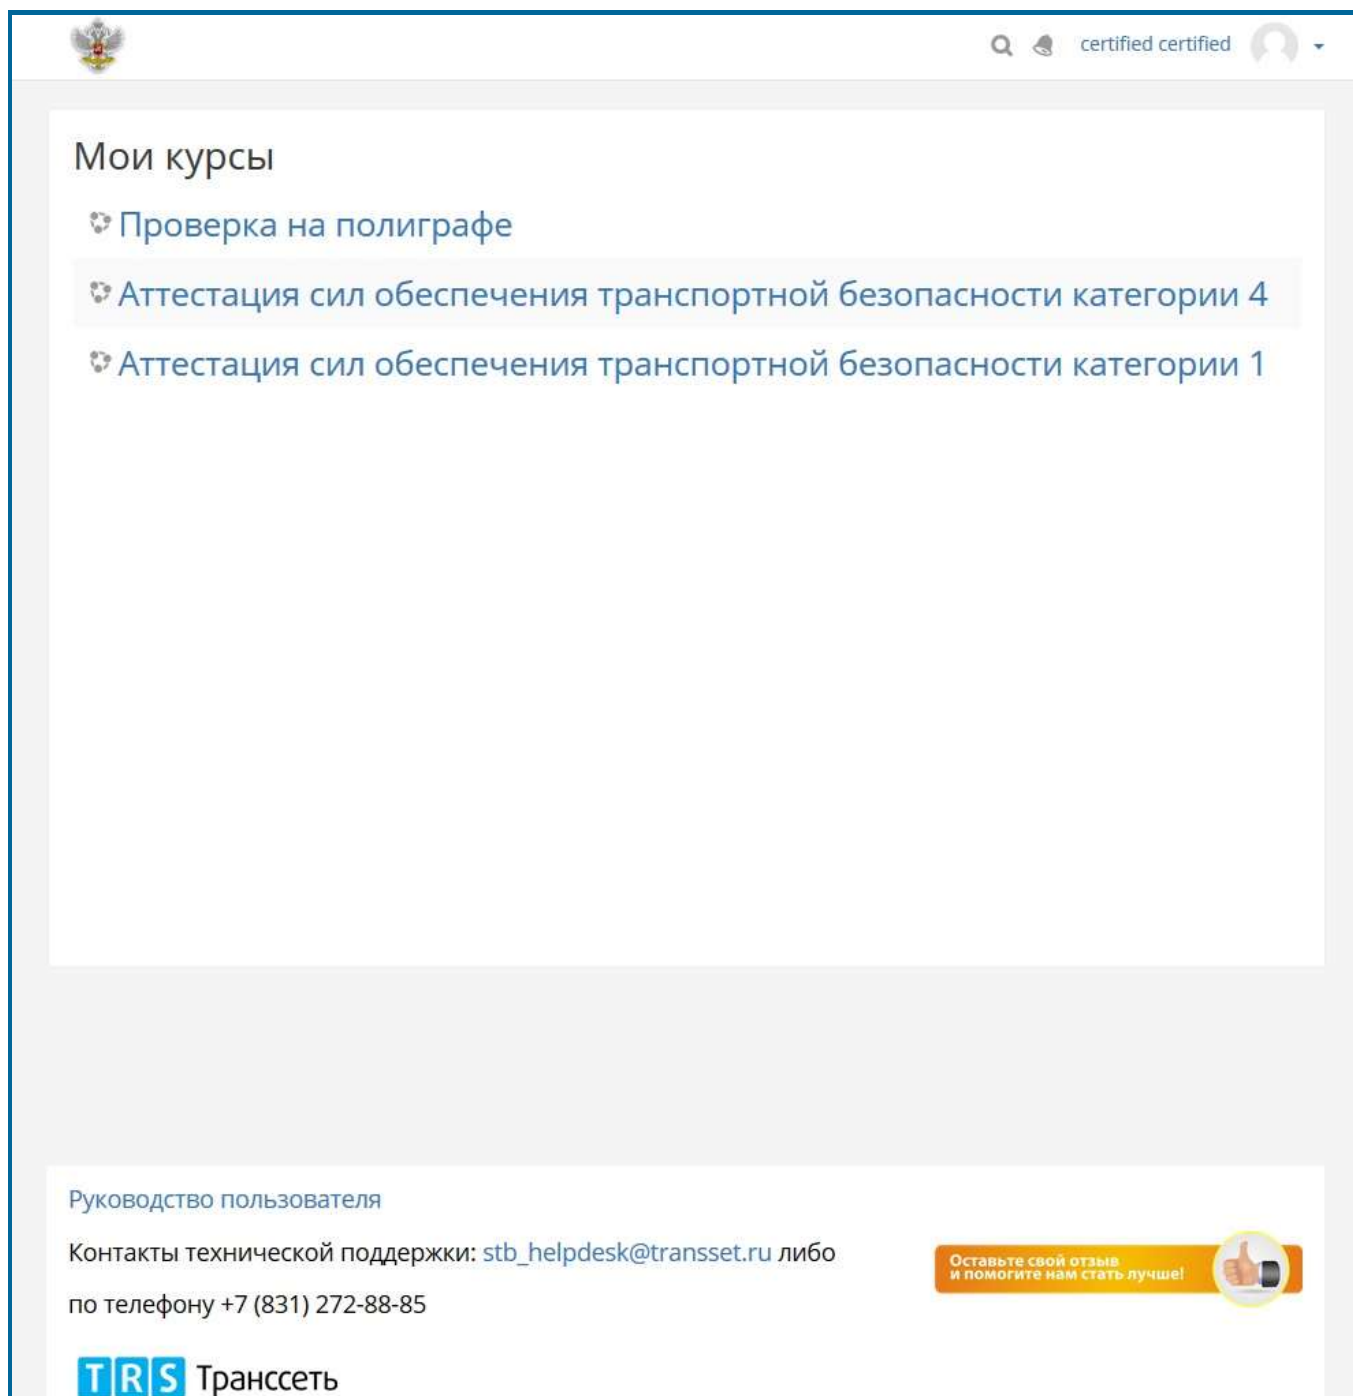 certified certified
Мои курсы
Проверка на полиграфе
Аттестация сил обеспечения транспортной безопасности категории 4
Аттестация сил обеспечения транспортной безопасности категории 1
Руководство пользователя
Контакты технической поддержки: stb_helpdesk@transset.ru либо
по телефону +7 (831) 272-88-85
Оставьте свой отзыв
и помогите нам стать лучше!
TRS Транссеть